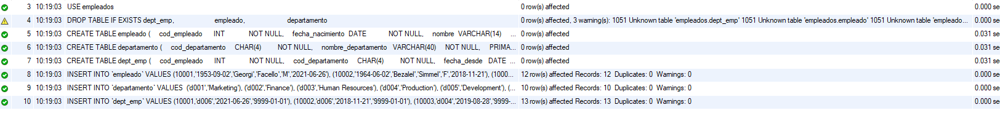 3 10:19:03 USE empleados 0 row(s) affected 0.000 se
4 10:19:03 DROP TABLE IF EXISTS dept_emp, empleado, departamento 0 row(s) affected, 3 warning(s): 1051 Unknown table 'empleados.dept_emp' 1051 Unknown table 'empleados.empleado' 1051 Unknown table 'empleado... 0.000 se
5 10:19:03 CREATE TABLE empleado ( cod_empleado INT NOT NULL, fecha_nacimiento DATE NOT NULL, nombre VARCHAR(14) ... 0 row(s) affected 0.031 se
6 10:19:03 CREATE TABLE departamento ( cod_departamento CHAR(4) NOT NULL, nombre_departamento VARCHAR(40) NOT NULL, PRIMA... 0 row(s) affected 0.031 se
7 10:19:03 CREATE TABLE dept_emp ( cod_empleado INT NOT NULL, cod_departamento CHAR(4) NOT NULL, fecha_desde DATE ... 0 row(s) affected 0.031 se
8 10:19:03 INSERT INTO `empleado` VALUES (10001,'1953-09-02','Georgi','Facello','M','2021-06-26'), (10002,'1964-06-02','Bezalel','Simmel','F','2018-11-21'), (1000... 12 row(s) affected Records: 12 Duplicates: 0 Warnings: 0 0.000 se
9 10:19:03 INSERT INTO `departamento` VALUES ('d001','Marketing'), ('d002','Finance'), ('d003','Human Resources'), ('d004','Production'), ('d005','Development'), (... 10 row(s) affected Records: 10 Duplicates: 0 Warnings: 0 0.000 se
10 10:19:03 INSERT INTO `dept_emp` VALUES (10001,'d006','2021-06-26','9999-01-01'), (10002,'d006','2018-11-21','9999-01-01'), (10003,'d004','2019-08-28','9999-... 13 row(s) affected Records: 13 Duplicates: 0 Warnings: 0 0.000 se